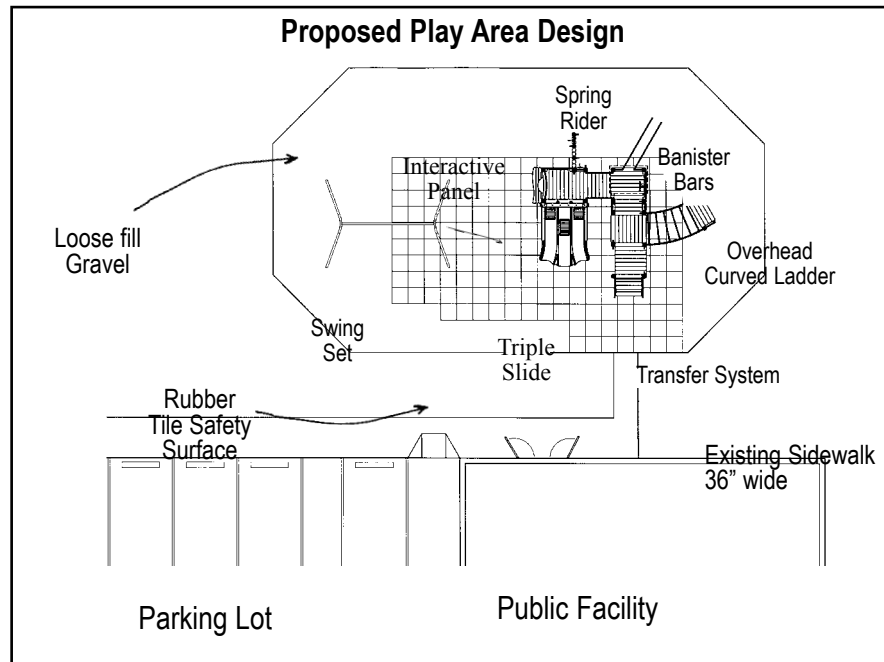 Proposed Play Area Design
Spring
Rider
Interactive
Panel
Banister
Bars
Loose fill
Gravel
Overhead
Curved Ladder
Swing
Set
Triple
Slide
Transfer System
Rubber
Tile Safety
Surface
Existing Sidewalk
36” wide
Parking Lot
Public Facility